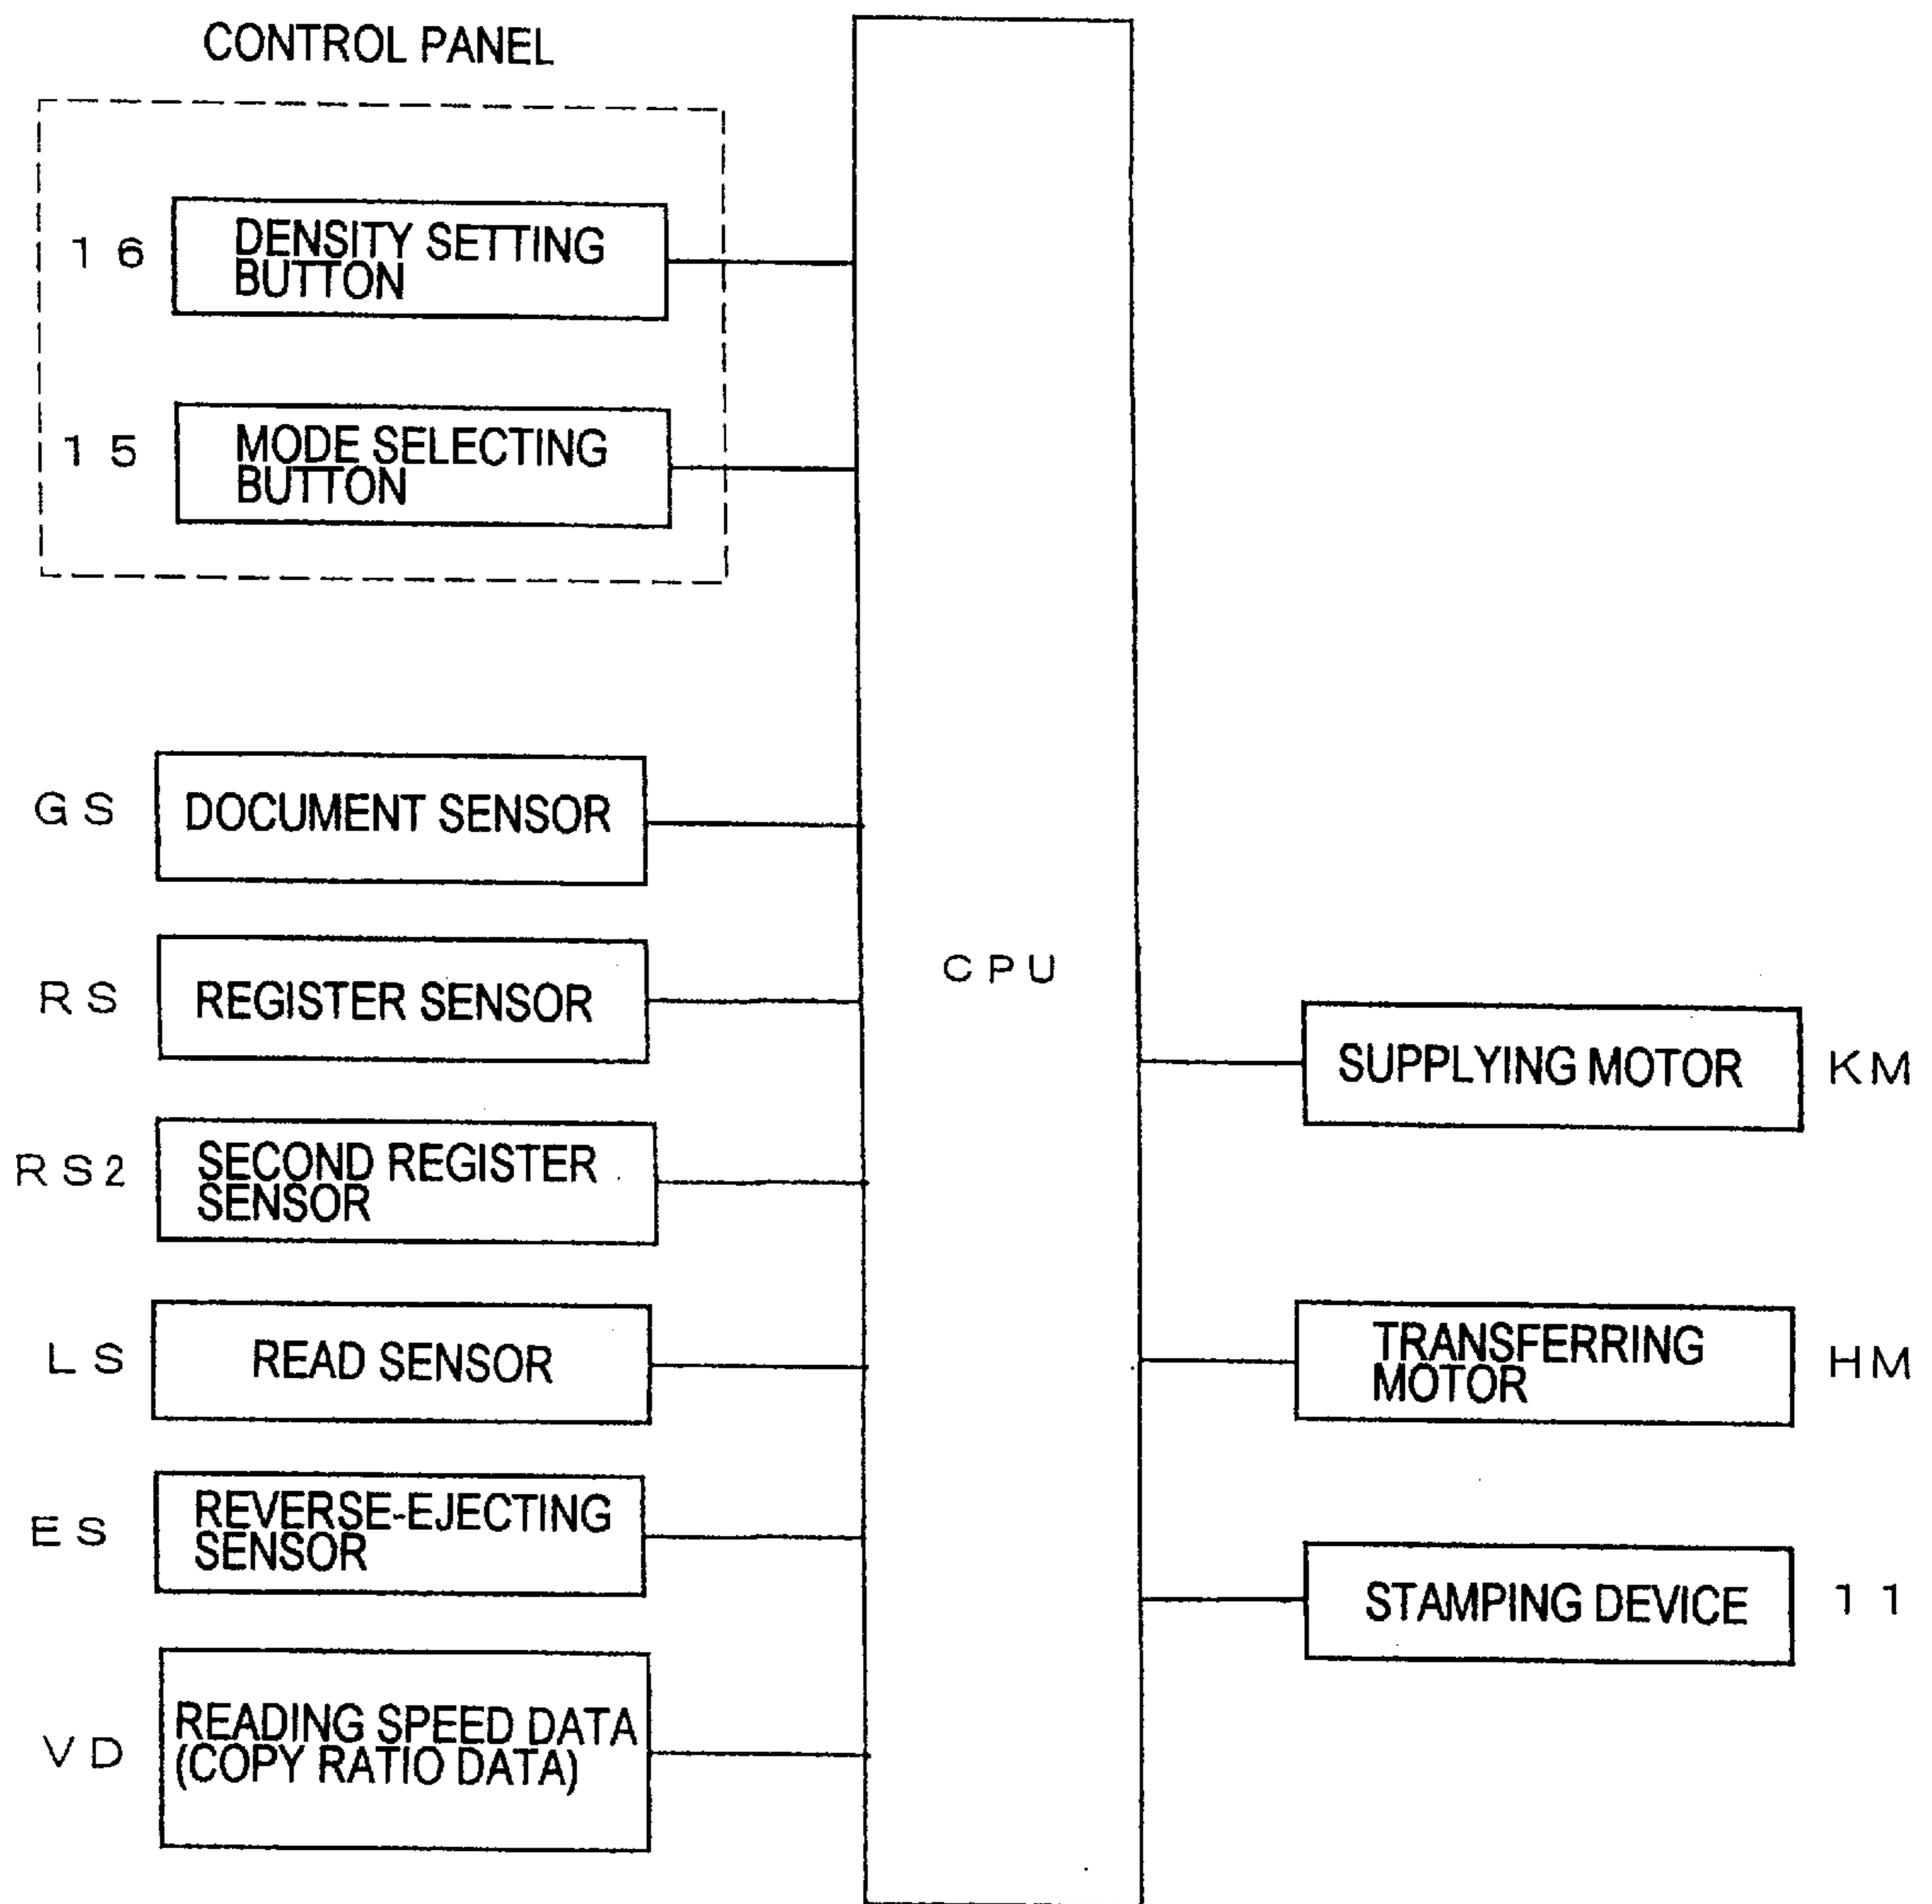 CONTROL PANEL
16 DENSITY SETTING
BUTTON
15 MODE SELECTING
BUTTON
GS DOCUMENT SENSOR
RS REGISTER SENSOR
RS2 SECOND REGISTER
SENSOR
LS READ SENSOR
ES REVERSE-EJECTING
SENSOR
VD READING SPEED DATA
(COPY RATIO DATA)
CPU
SUPPLYING MOTOR KM
TRANSFERRING
MOTOR HM
STAMPING DEVICE 11